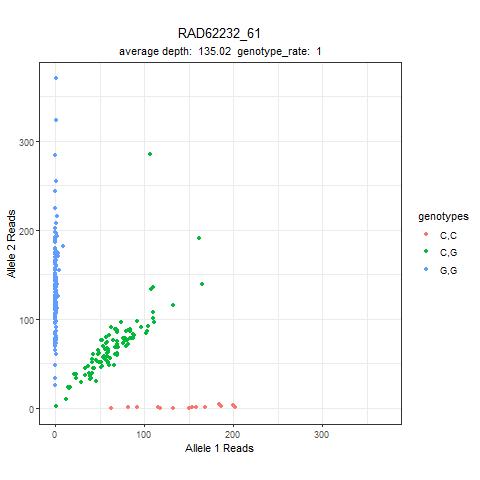 RAD62232_61
average depth: 135.02 genotype_rate: 1
Allele 2 Reads
300
200
100
0
0 100 200 300
Allele 1 Reads
genotypes
C,C
C,G
G,G